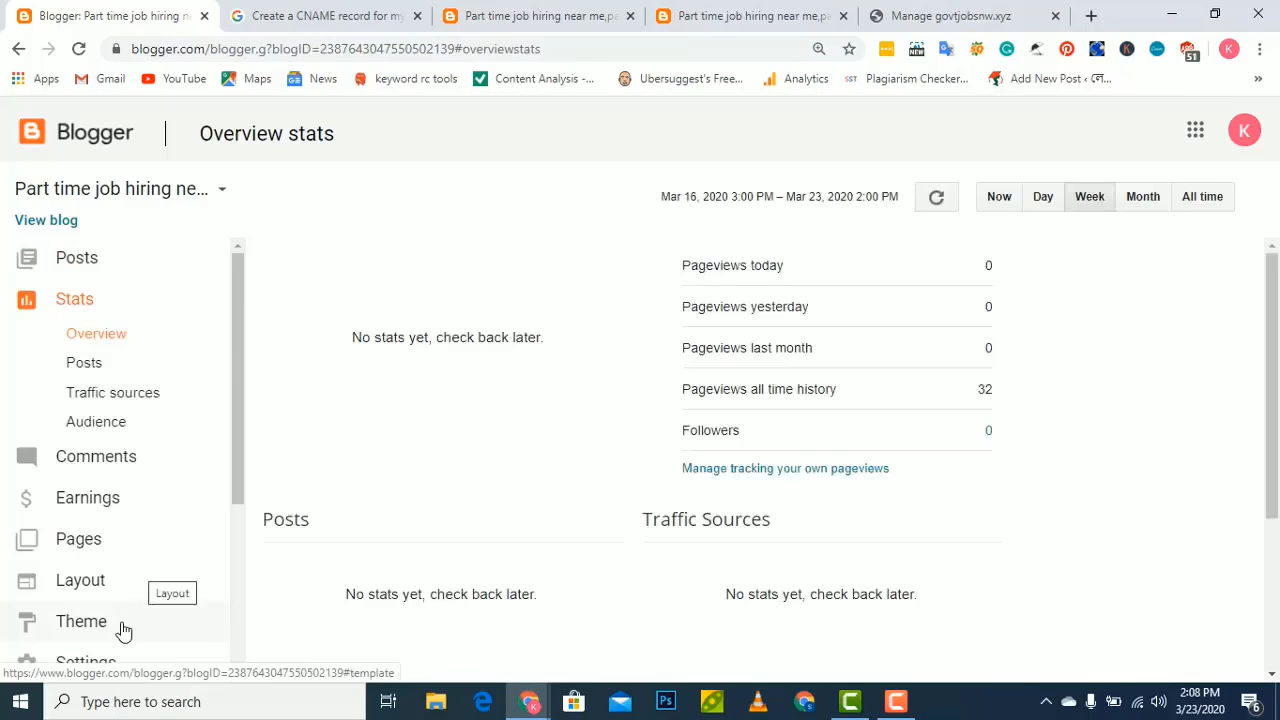 Blogger: Part time job hiring ne
Create a CNAME record for m
Part time job hiring near me,pa
Part time job hiring near me,pa
Manage govtjobsnw.xyz
blogger.com/blogger.g?blogID=2387643047550502139#overviewstats
51
K
Apps
Gmail
YouTube
Maps
News
keyword rc tools
Content Analysis -...
Ubersuggest's Free...
Analytics
Plagiarism Checker...
Blogger
Overview stats
K
Part time job hiring ne...
View blog
Mar 16, 2020 3:00 PM – Mar 23, 2020 2:00 PM
Now
Day
Week
Month
All time
Posts
Stats
Overview
Posts
Traffic sources
Audience
Comments
Earnings
Pages
Layout
Layout
Theme
Settings
No stats yet, check back later.
Pageviews today 0
Pageviews yesterday 0
Pageviews last month 0
Pageviews all time history 32
Followers 0
Manage tracking your own pageviews
Posts
Traffic Sources
No stats yet, check back later.
No stats yet, check back later.
https://www.blogger.com/blogger.g?blogID=2387643047550502139#template
Type here to search
2:08 PM
3/23/2020
6